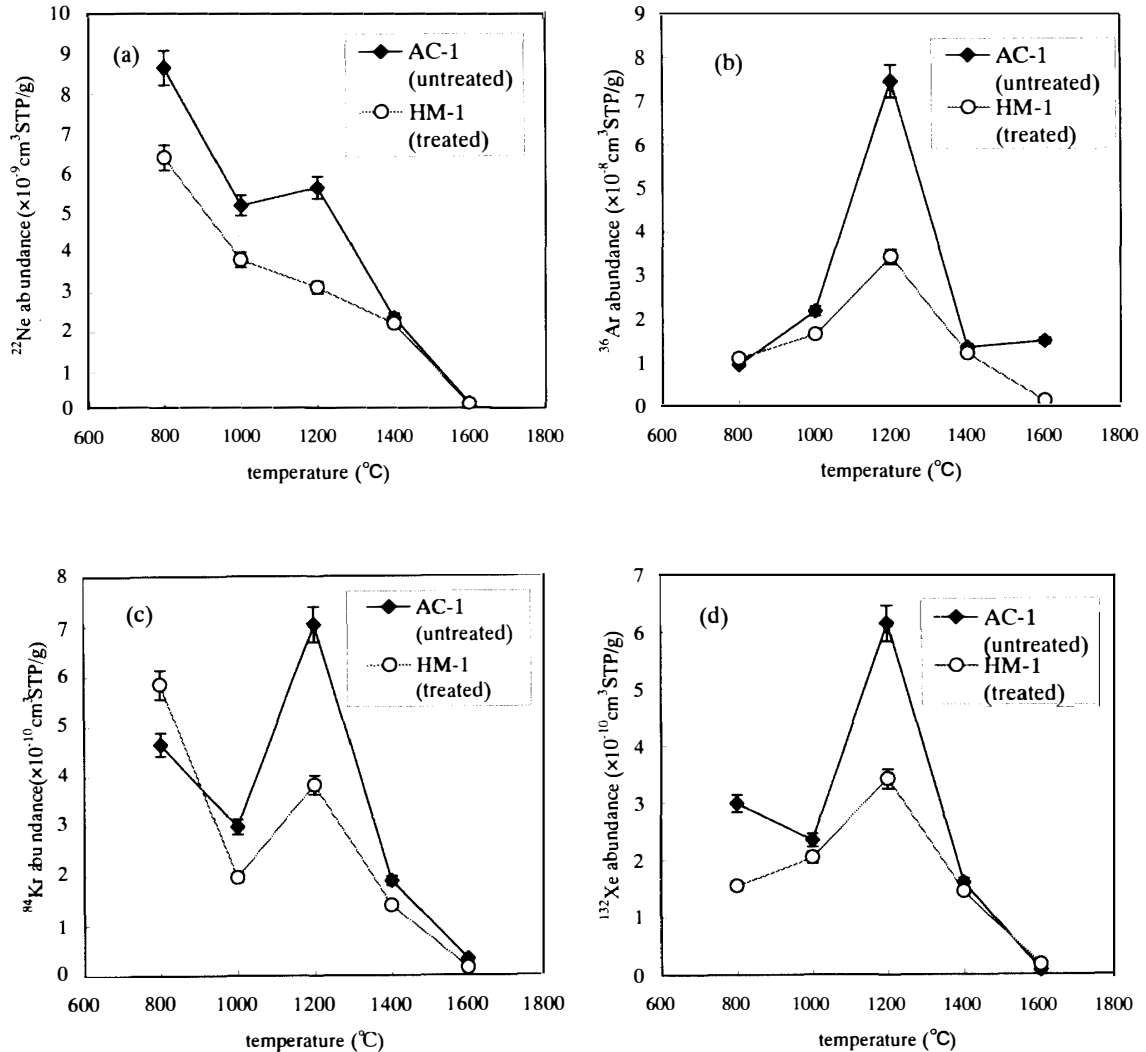 (a)
AC-1
(untreated)
HM-1
(treated)
²²Ne abundance (×10⁻⁹cm³STP/g)
10
9
8
7
6
5
4
3
2
1
0
600 800 1000 1200 1400 1600 1800
temperature (°C)
(b)
AC-1
(untreated)
HM-1
(treated)
³⁶Ar abundance (×10⁻⁸cm³STP/g)
9
8
7
6
5
4
3
2
1
0
600 800 1000 1200 1400 1600 1800
temperature (°C)
(c)
AC-1
(untreated)
HM-1
(treated)
⁸⁴Kr abundance(×10⁻¹⁰cm³STP/g)
8
7
6
5
4
3
2
1
0
600 800 1000 1200 1400 1600 1800
temperature (°C)
(d)
AC-1
(untreated)
HM-1
(treated)
¹³²Xe abundance (×10⁻¹⁰cm³STP/g)
7
6
5
4
3
2
1
0
600 800 1000 1200 1400 1600 1800
temperature (°C)